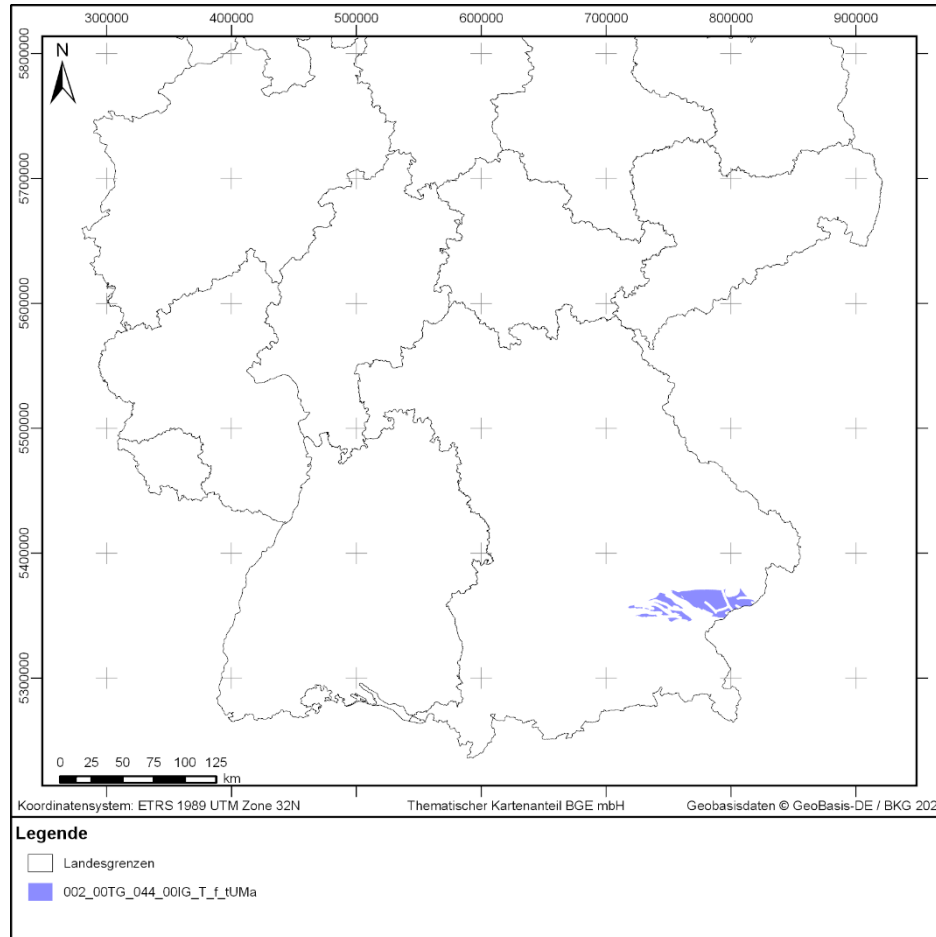 300000 400000 500000 600000 700000 800000 900000
N
5800000
5700000
5600000
5500000
5400000
5300000
0 25 50 75 100 125
km
Koordinatensystem: ETRS 1989 UTM Zone 32N Thematischer Kartenanteil BGE mbH Geobasisdaten © GeoBasis-DE / BKG 202
Legende
Landesgrenzen
002_00TG_044_00IG_T_f_tUMa